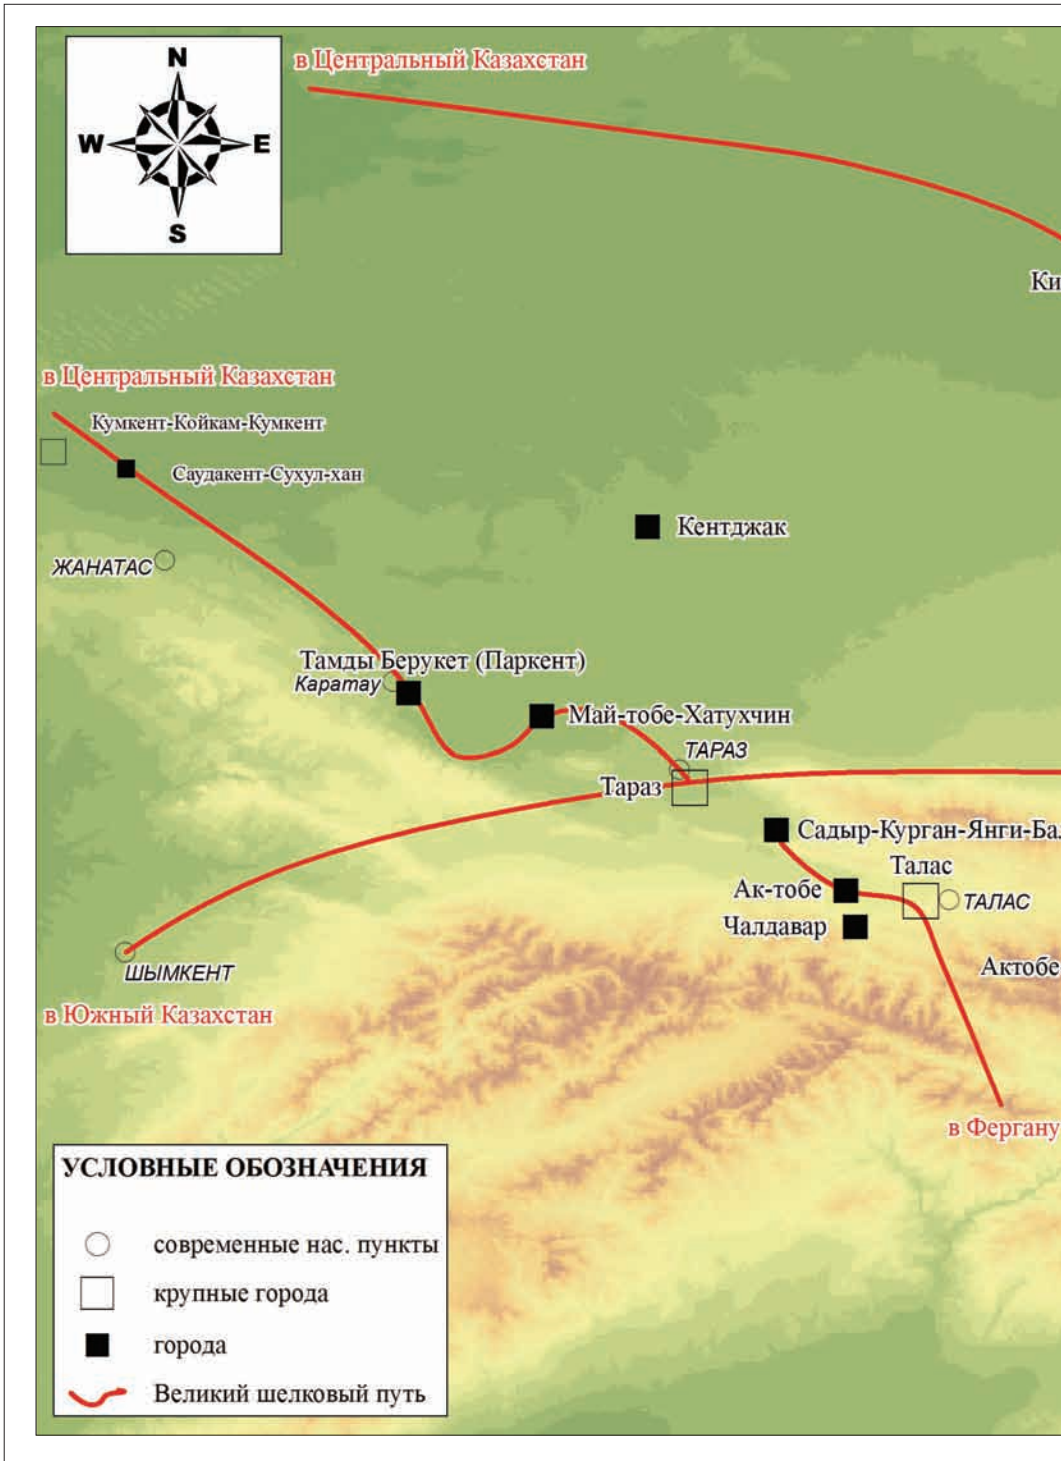 N
в Центральный Казахстан
W E
S
Ки
в Центральный Казахстан
Кумкент-Койкам-Кумкент
Саудакент-Сухул-хан
Кентджак
ЖАНАТАС
Тамды Берукет (Паркент)
Каратау
Май-тобе-Хатухчин
ТАРАЗ
Тараз
Садыр-Курган-Янги-Бал
Талас
Ак-тобе
ТАЛАС
Чалдавар
Актобе
ШЫМКЕНТ
в Южный Казахстан
в Фергану
УСЛОВНЫЕ ОБОЗНАЧЕНИЯ
современные нас. пункты
крупные города
города
Великий шелковый путь